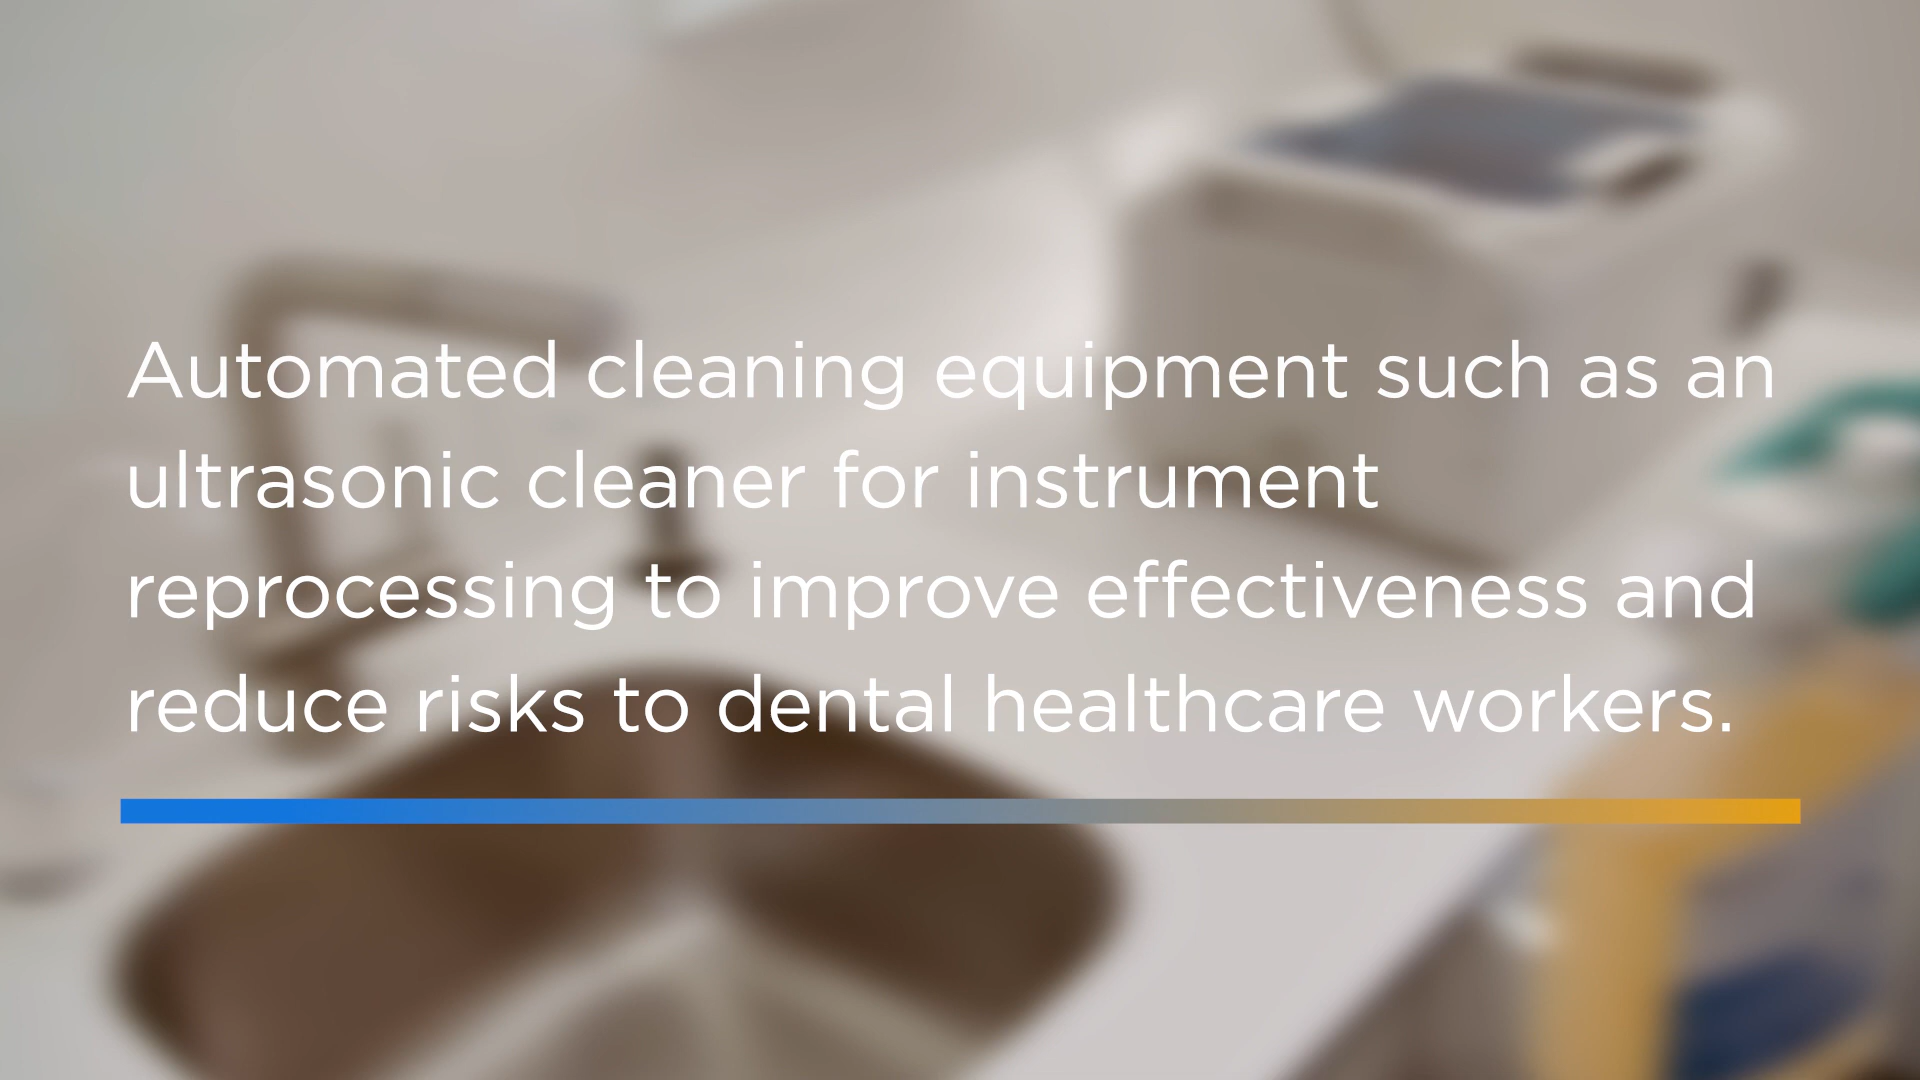 Automated cleaning equipment such as an
ultrasonic cleaner for instrument
reprocessing to improve effectiveness and
reduce risks to dental healthcare workers.